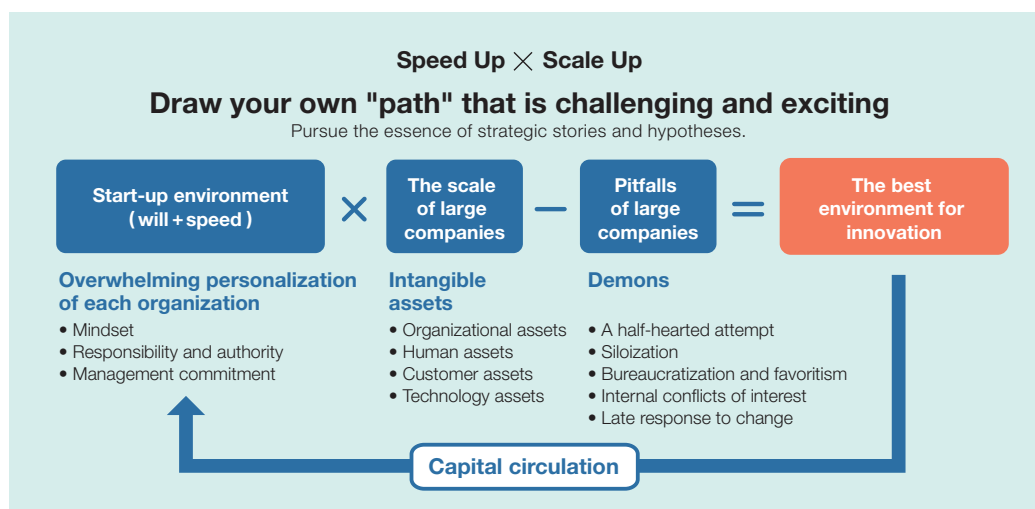 Speed Up × Scale Up
Draw your own "path" that is challenging and exciting
Pursue the essence of strategic stories and hypotheses.
Start-up environment
( will + speed )
×
The scale
of large
companies
−
Pitfalls
of large
companies
=
The best
environment for
innovation
Overwhelming personalization
of each organization
• Mindset
• Responsibility and authority
• Management commitment
Intangible
assets
• Organizational assets
• Human assets
• Customer assets
• Technology assets
Demons
• A half-hearted attempt
• Siloization
• Bureaucratization and favoritism
• Internal conflicts of interest
• Late response to change
Capital circulation